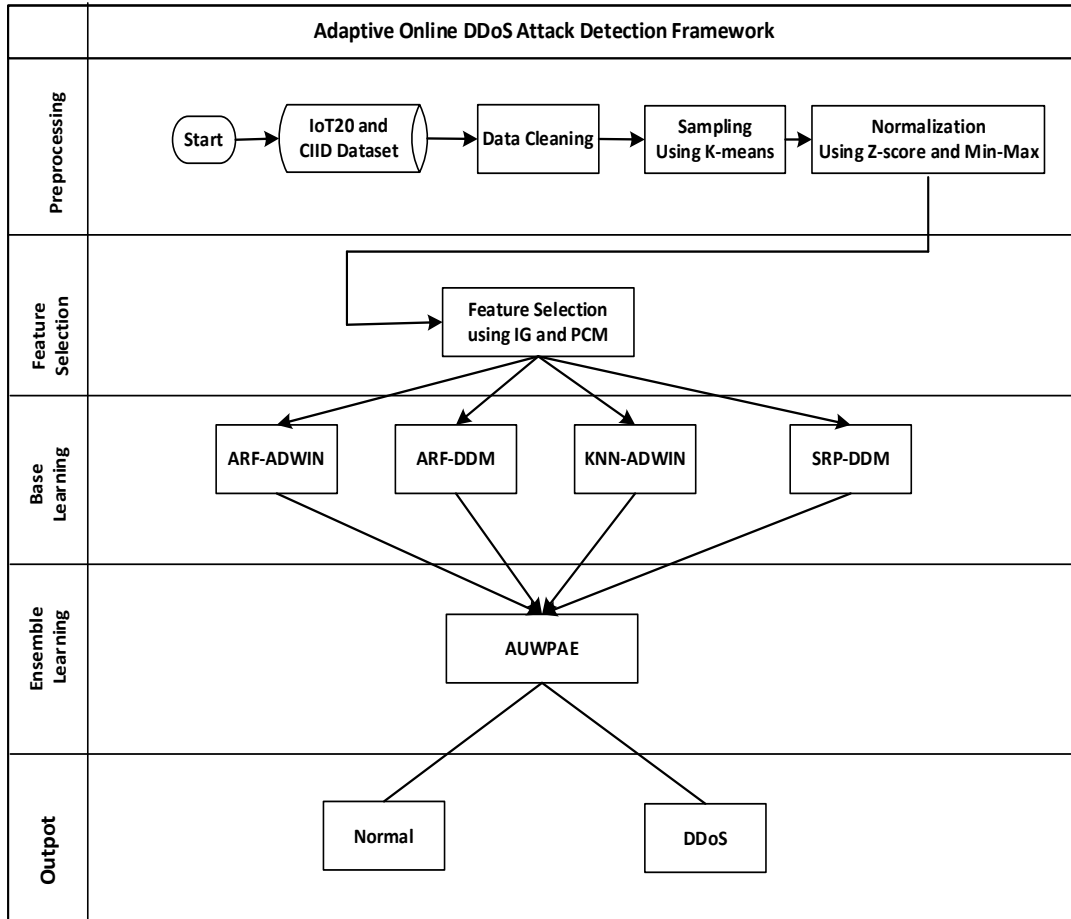 Adaptive Online DDoS Attack Detection Framework
Preprocessing
Start
IoT20 and
CIID Dataset
Data Cleaning
Sampling
Using K-means
Normalization
Using Z-score and Min-Max
Feature
Selection
Feature Selection
using IG and PCM
Base
Learning
ARF-ADWIN
ARF-DDM
KNN-ADWIN
SRP-DDM
Ensemble
Learning
AUWPAE
Outpot
Normal
DDoS